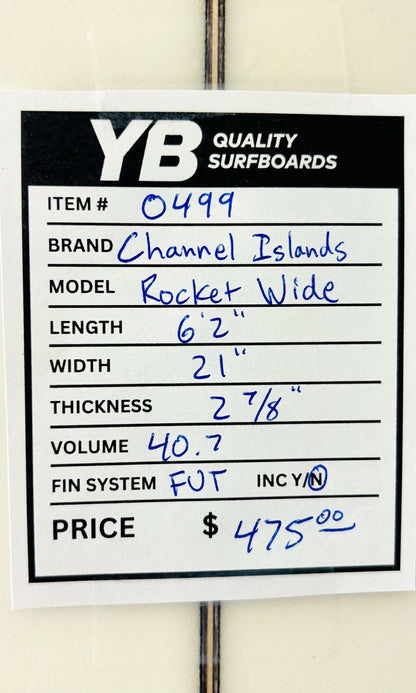 YB QUALITY SURFBOARDS
ITEM # 0499
BRAND Channel Islands
MODEL Rocket Wide
LENGTH 6'2"
WIDTH 21"
THICKNESS 2 7/8"
VOLUME 40.7
FIN SYSTEM FUT INC Y/N
PRICE $ 475.00